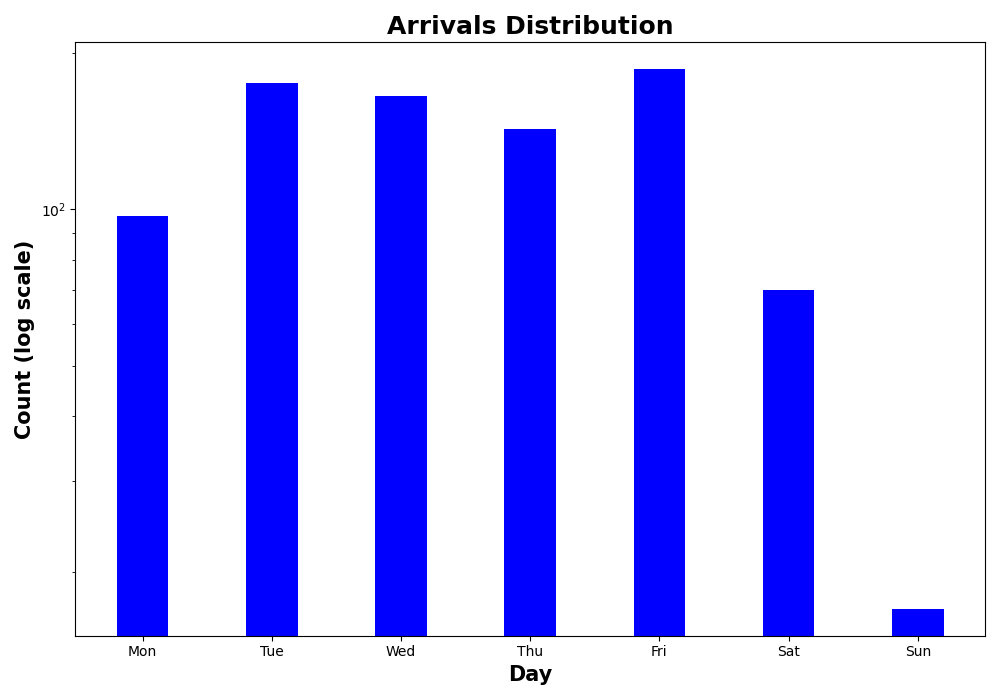 Arrivals Distribution
Count (log scale)
10²
Mon Tue Wed Thu Fri Sat Sun
Day